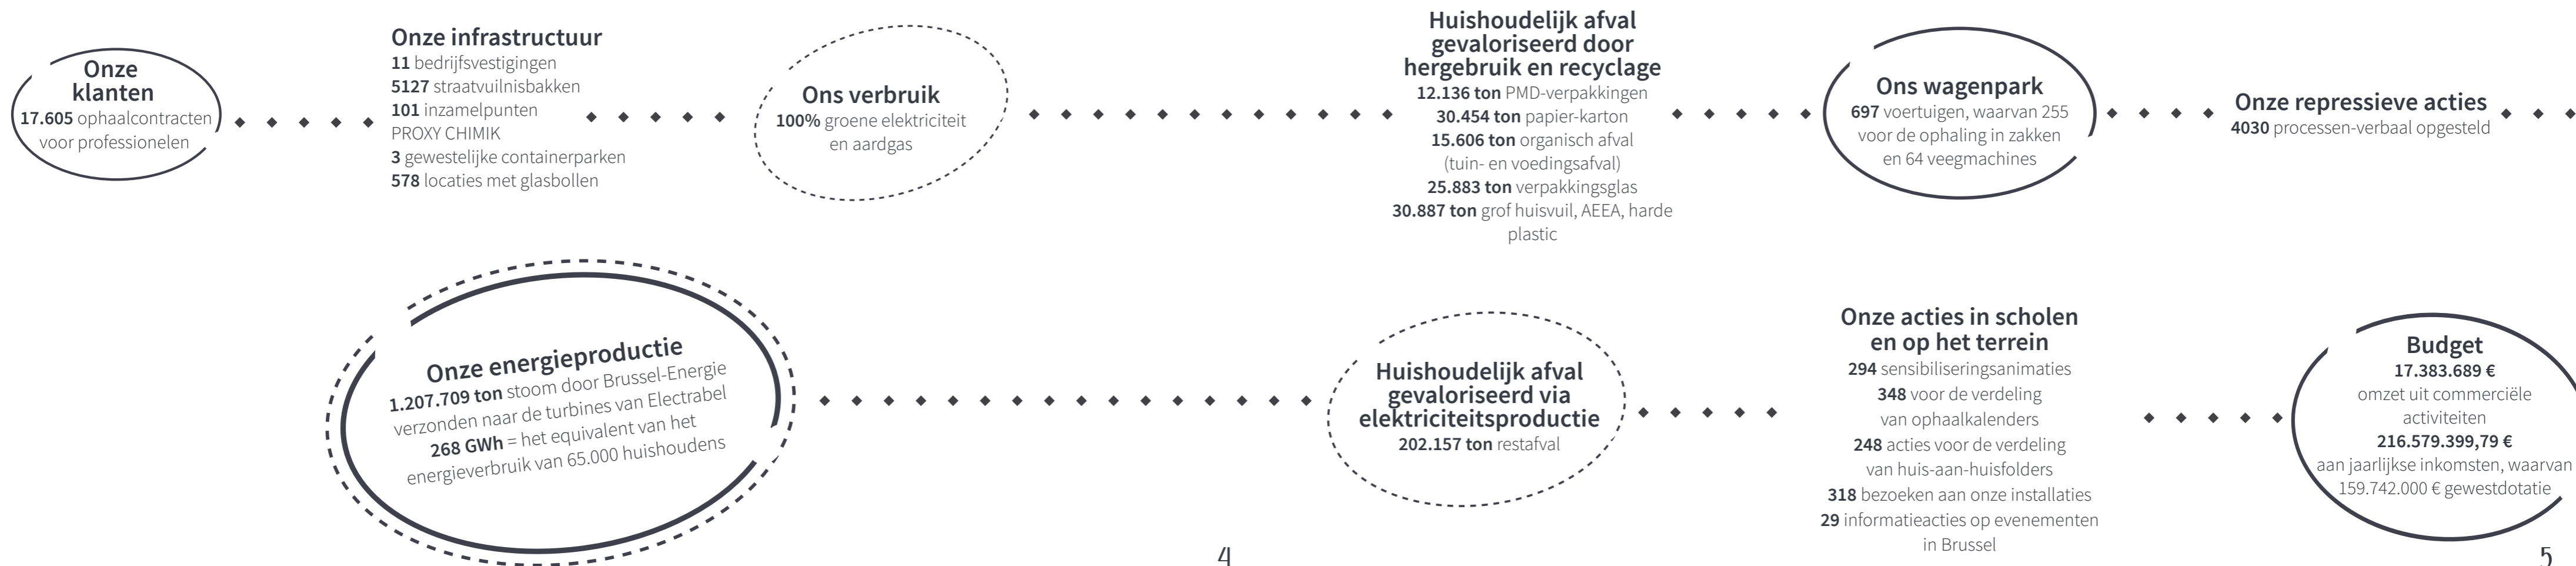 Onze
klanten
17.605 ophaalcontracten
voor professionelen
Onze infrastructuur
11 bedrijfsvestigingen
5127 straatvuilnisbakken
101 inzamelpunten
PROXY CHIMIK
3 gewestelijke containerparken
578 locaties met glasbollen
Ons verbruik
100% groene elektriciteit
en aardgas
Huishoudelijk afval
gevaloriseerd door
hergebruik en recyclage
12.136 ton PMD-verpakkingen
30.454 ton papier-karton
15.606 ton organisch afval
(tuin- en voedingsafval)
25.883 ton verpakkingsglas
30.887 ton grof huisvuil, AEEA, harde
plastic
Ons wagenpark
697 voertuigen, waarvan 255
voor de ophaling in zakken
en 64 veegmachines
Onze repressieve acties
4030 processen-verbaal opgesteld
Onze energieproductie
1.207.709 ton stoom door Brussel-Energie
verzonden naar de turbines van Electrabel
268 GWh = het equivalent van het
energieverbruik van 65.000 huishoudens
Huishoudelijk afval
gevaloriseerd via
elektriciteitsproductie
202.157 ton restafval
Onze acties in scholen
en op het terrein
294 sensibiliseringsanimaties
348 voor de verdeling
van ophaalkalenders
248 acties voor de verdeling
van huis-aan-huisfolders
318 bezoeken aan onze installaties
29 informatieacties op evenementen
in Brussel
Budget
17.383.689 €
omzet uit commerciële
activiteiten
216.579.399,79 €
aan jaarlijkse inkomsten, waarvan
159.742.000 € gewestdotatie
4
5